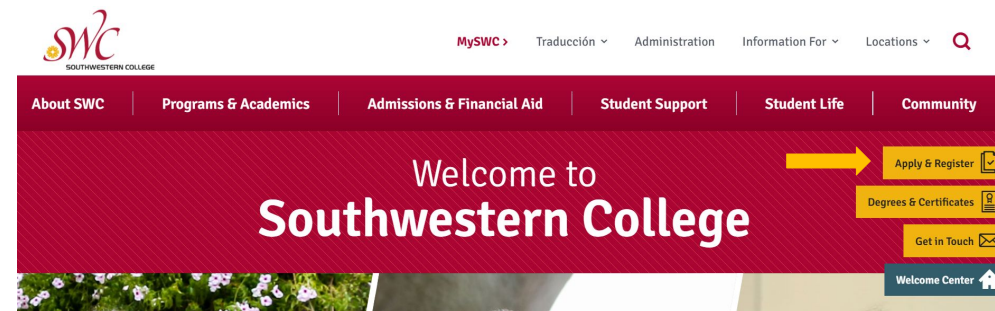 SWC
SOUTHWESTERN COLLEGE
MySWC >
Traducción
Administration
Information For
Locations
About SWC
Programs & Academics
Admissions & Financial Aid
Student Support
Student Life
Community
Welcome to
Southwestern College
Apply & Register
Degrees & Certificates
Get in Touch
Welcome Center